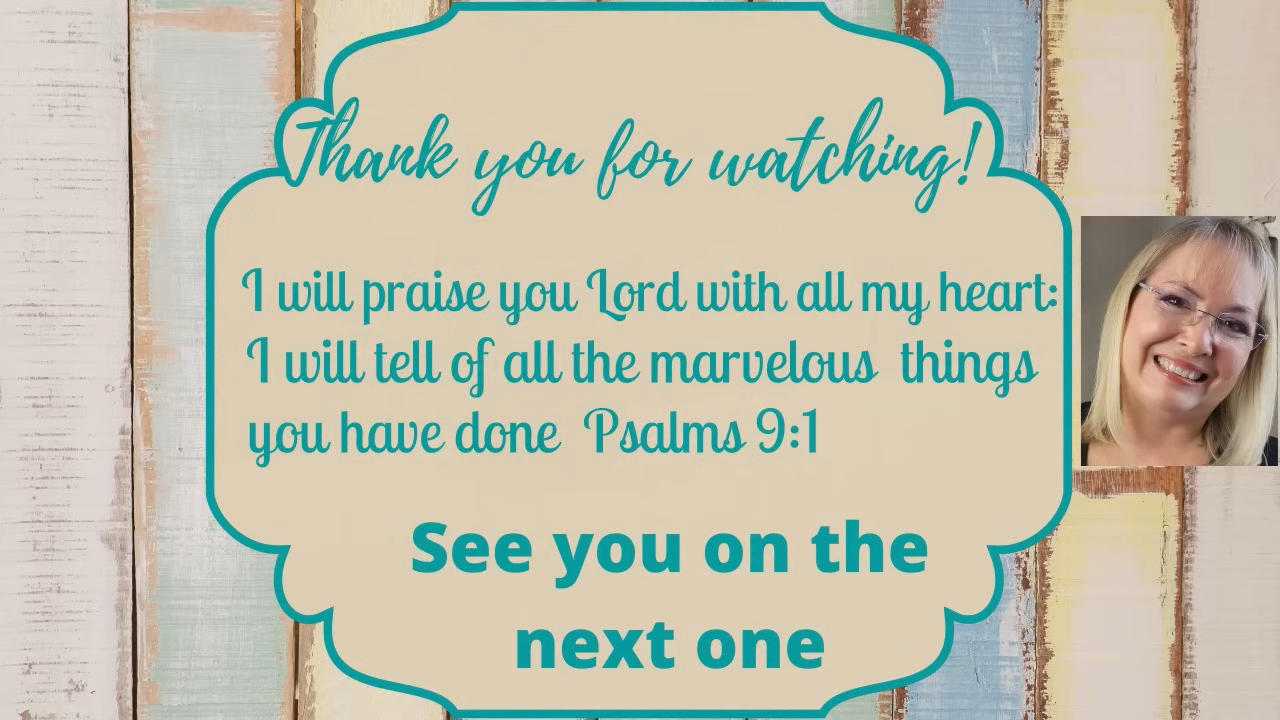 Thank you for watching!
I will praise you Lord with all my heart:
I will tell of all the marvelous things
you have done Psalms 9:1
See you on the
next one